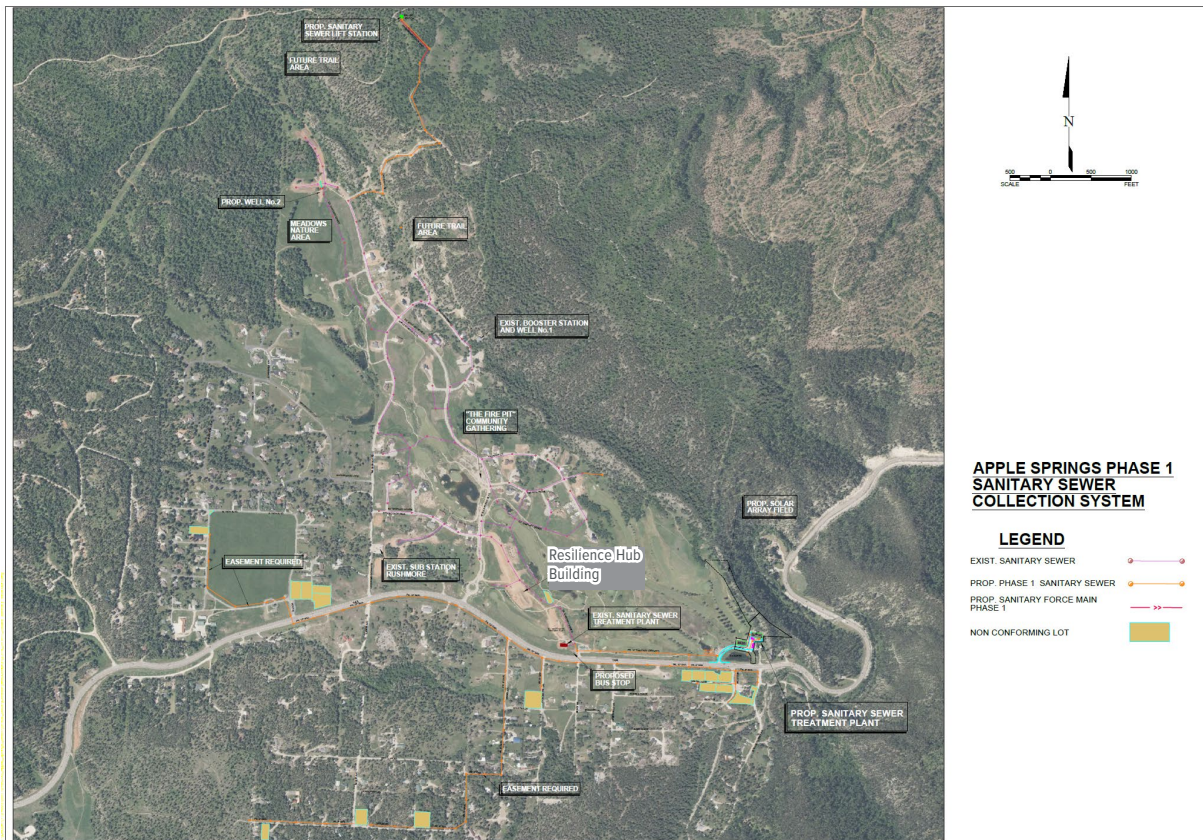 PROP. SANITARY
SEWER LIFT STATION
FUTURE TRAIL
AREA
PROP. WELL No.2
MEADOWS
NATURE
AREA
FUTURE TRAIL
AREA
EXIST. BOOSTER STATION
AND WELL No.1
"THE FIRE PIT"
COMMUNITY
GATHERING
PROP. SOLAR
ARRAY FIELD
EASEMENT REQUIRED
EXIST. SUB STATION
RUSHMORE
Resilience Hub
Building
EXIST. SANITARY SEWER
TREATMENT PLANT
PROPOSED
BUS STOP
PROP. SANITARY SEWER
TREATMENT PLANT
EASEMENT REQUIRED
N
500 0 500 1000
SCALE FEET
APPLE SPRINGS PHASE 1
SANITARY SEWER
COLLECTION SYSTEM
LEGEND
EXIST. SANITARY SEWER
PROP. PHASE 1 SANITARY SEWER
PROP. SANITARY FORCE MAIN
PHASE 1
>>
NON CONFORMING LOT